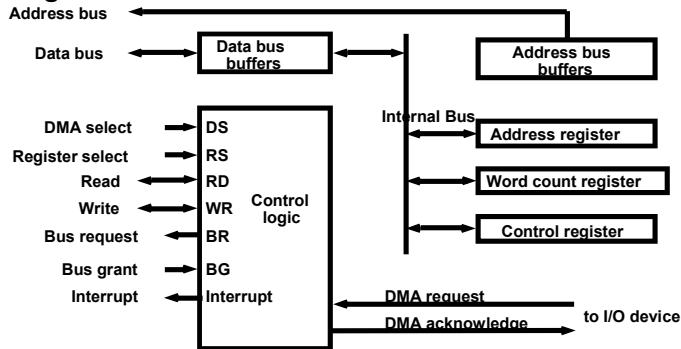 Address bus
Data bus
Data bus
buffers
Address bus
buffers
Internal Bus
Address register
Word count register
Control register
DMA select
DS
Register select
RS
Read
RD
Write
WR
Bus request
BR
Bus grant
BG
Interrupt
Interrupt
Control
logic
DMA request
DMA acknowledge
to I/O device